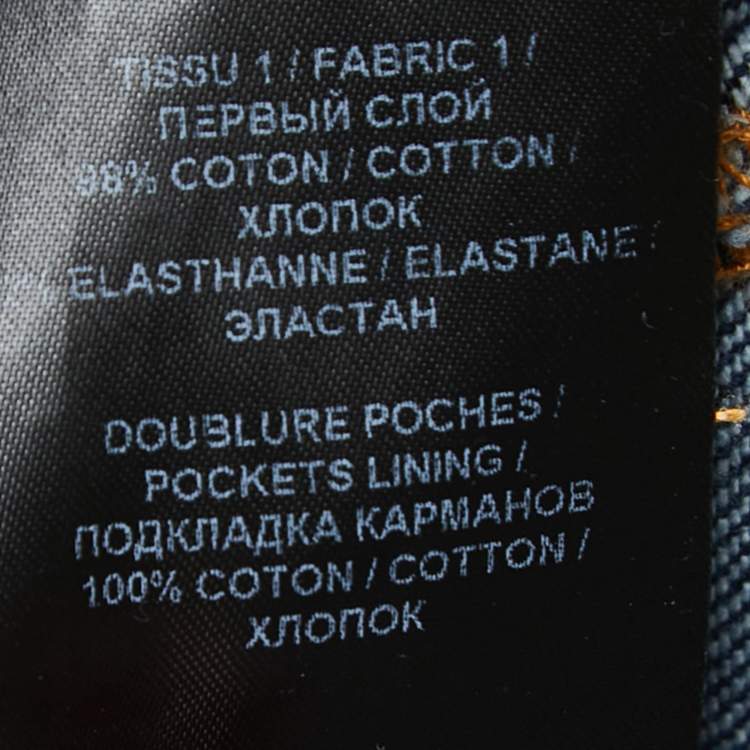 TISSU 1 / FABRIC 1 /
ПЕРВЫЙ СЛОЙ
COTON / COTTON /
ХЛОПОК
% ELASTHANNE / ELASTANE /
ЭЛАСТАН
DOUBLURE POCHES /
POCKETS LINING /
ПОДКЛАДКА КАРМАНОВ
100% COTON / COTTON /
ХЛОПОК